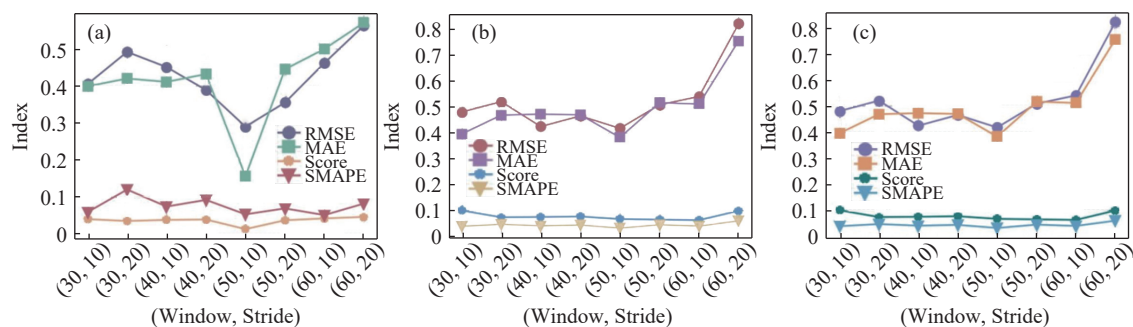 (a)
0.5
0.4
0.3
0.2
0.1
0
Index
RMSE
MAE
Score
SMAPE
(30, 10)
(30, 20)
(40, 10)
(40, 20)
(50, 10)
(50, 20)
(60, 10)
(60, 20)
(Window, Stride)
(b)
0.8
0.7
0.6
0.5
0.4
0.3
0.2
0.1
0
Index
RMSE
MAE
Score
SMAPE
(30, 10)
(30, 20)
(40, 10)
(40, 20)
(50, 10)
(50, 20)
(60, 10)
(60, 20)
(Window, Stride)
(c)
0.8
0.7
0.6
0.5
0.4
0.3
0.2
0.1
0
Index
RMSE
MAE
Score
SMAPE
(30, 10)
(30, 20)
(40, 10)
(40, 20)
(50, 10)
(50, 20)
(60, 10)
(60, 20)
(Window, Stride)